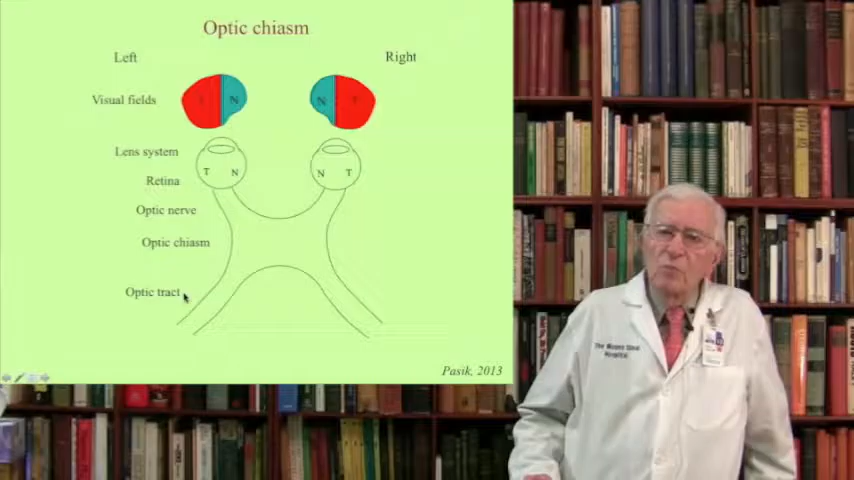 Optic chiasm
Left
Right
Visual fields
T N
N T
Lens system
T N
N T
Retina
Optic nerve
Optic chiasm
Optic tract
Pasik, 2013
The Mount Sinai
Hospital